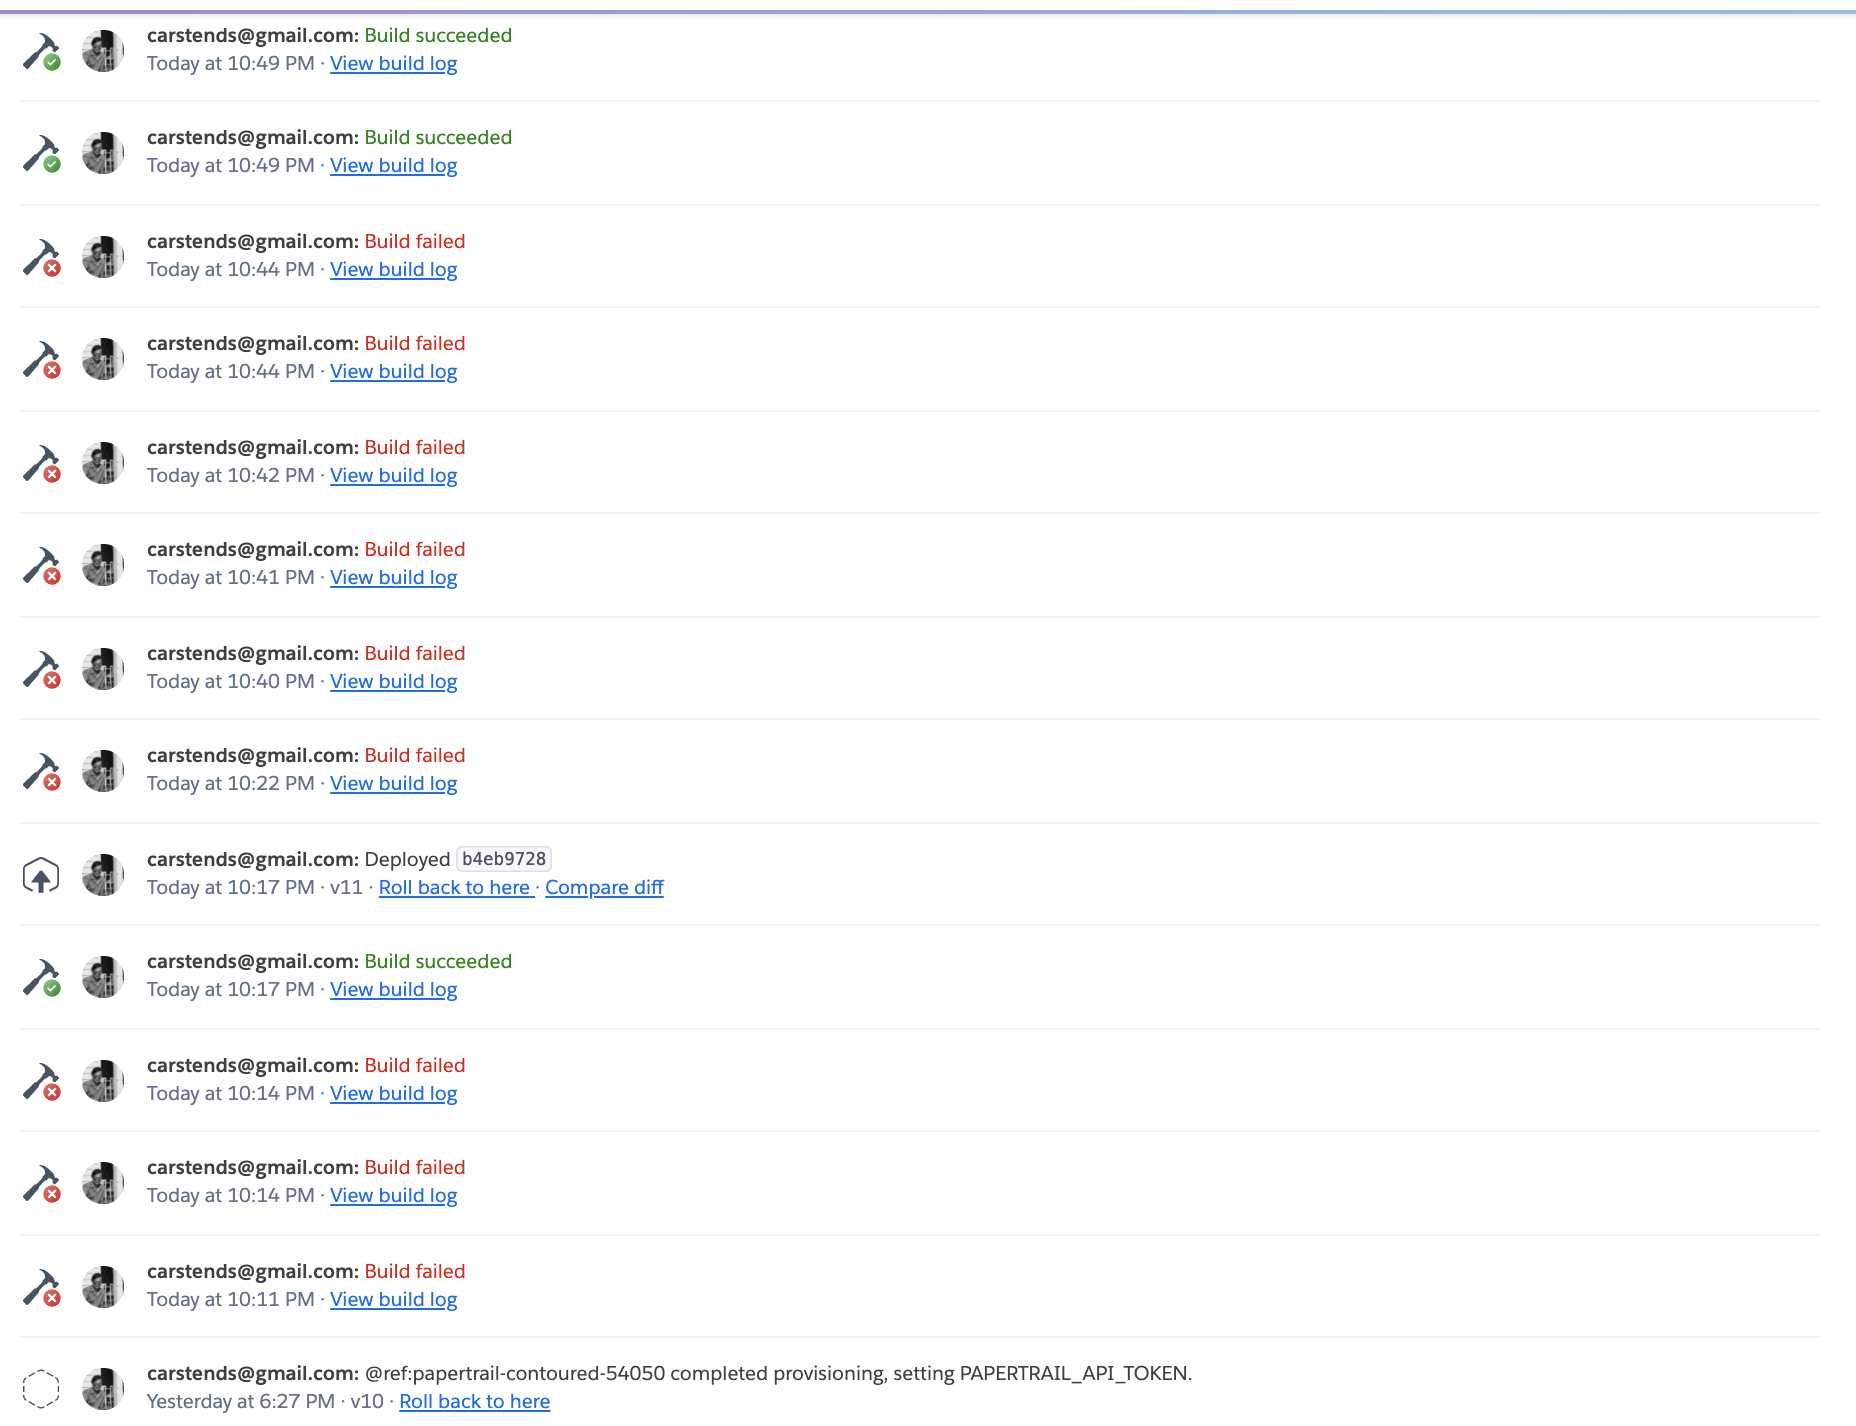 carstends@gmail.com: Build succeeded
Today at 10:49 PM · View build log
carstends@gmail.com: Build succeeded
Today at 10:49 PM · View build log
carstends@gmail.com: Build failed
Today at 10:44 PM · View build log
carstends@gmail.com: Build failed
Today at 10:44 PM · View build log
carstends@gmail.com: Build failed
Today at 10:42 PM · View build log
carstends@gmail.com: Build failed
Today at 10:41 PM · View build log
carstends@gmail.com: Build failed
Today at 10:40 PM · View build log
carstends@gmail.com: Build failed
Today at 10:22 PM · View build log
carstends@gmail.com: Deployed b4eb9728
Today at 10:17 PM · v11 · Roll back to here · Compare diff
carstends@gmail.com: Build succeeded
Today at 10:17 PM · View build log
carstends@gmail.com: Build failed
Today at 10:14 PM · View build log
carstends@gmail.com: Build failed
Today at 10:14 PM · View build log
carstends@gmail.com: Build failed
Today at 10:11 PM · View build log
carstends@gmail.com: @ref:papertrail-contoured-54050 completed provisioning, setting PAPERTRAIL_API_TOKEN.
Yesterday at 6:27 PM · v10 · Roll back to here